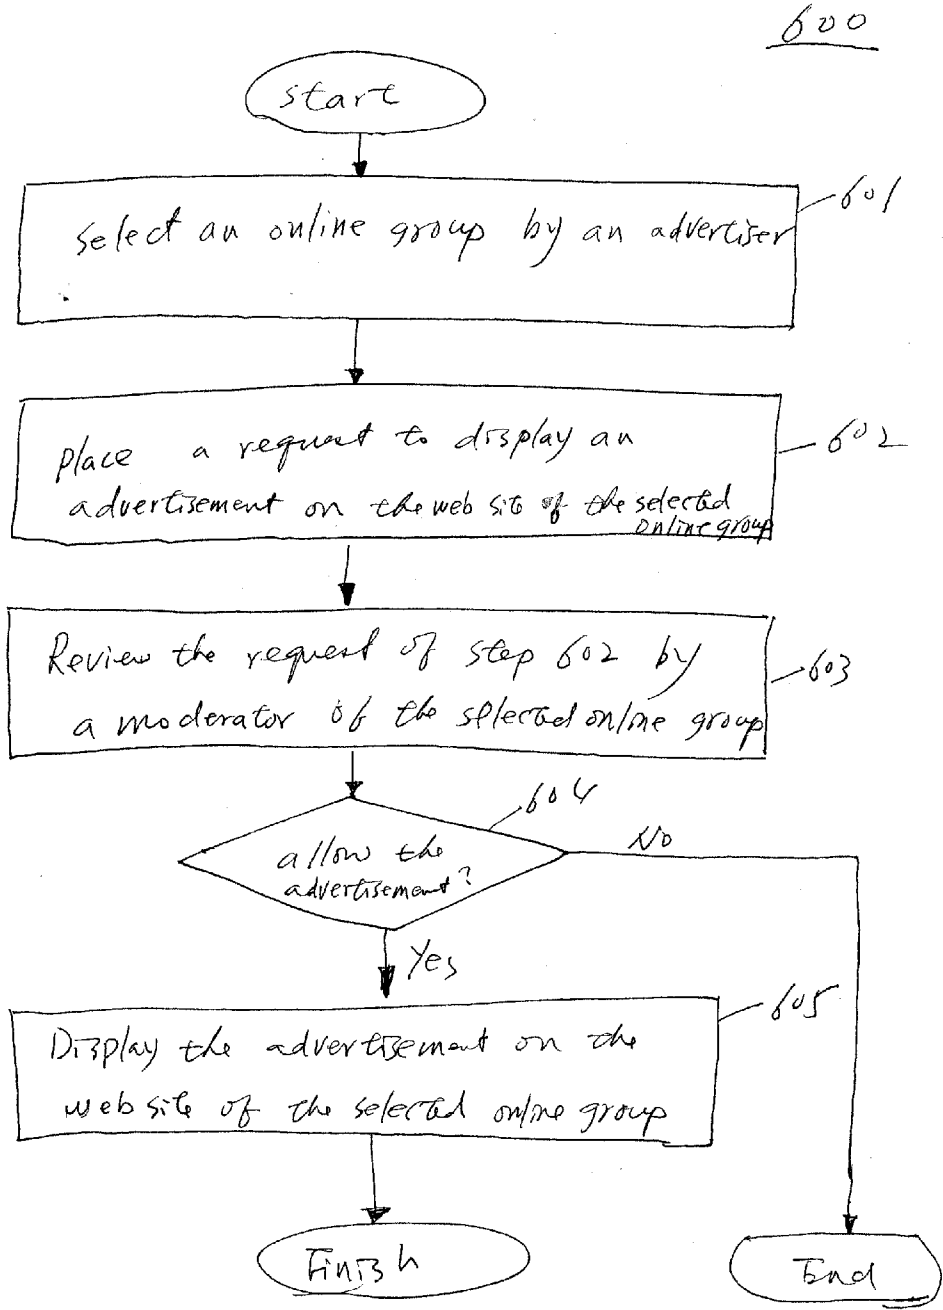 600
start
601
select an online group by an advertiser
602
place a request to display an
advertisement on the web site of the selected
online group
603
Review the request of step 602 by
a moderator of the selected online group
604
allow the
advertisement?
No
Yes
605
Display the advertisement on the
web site of the selected online group
Finish
End